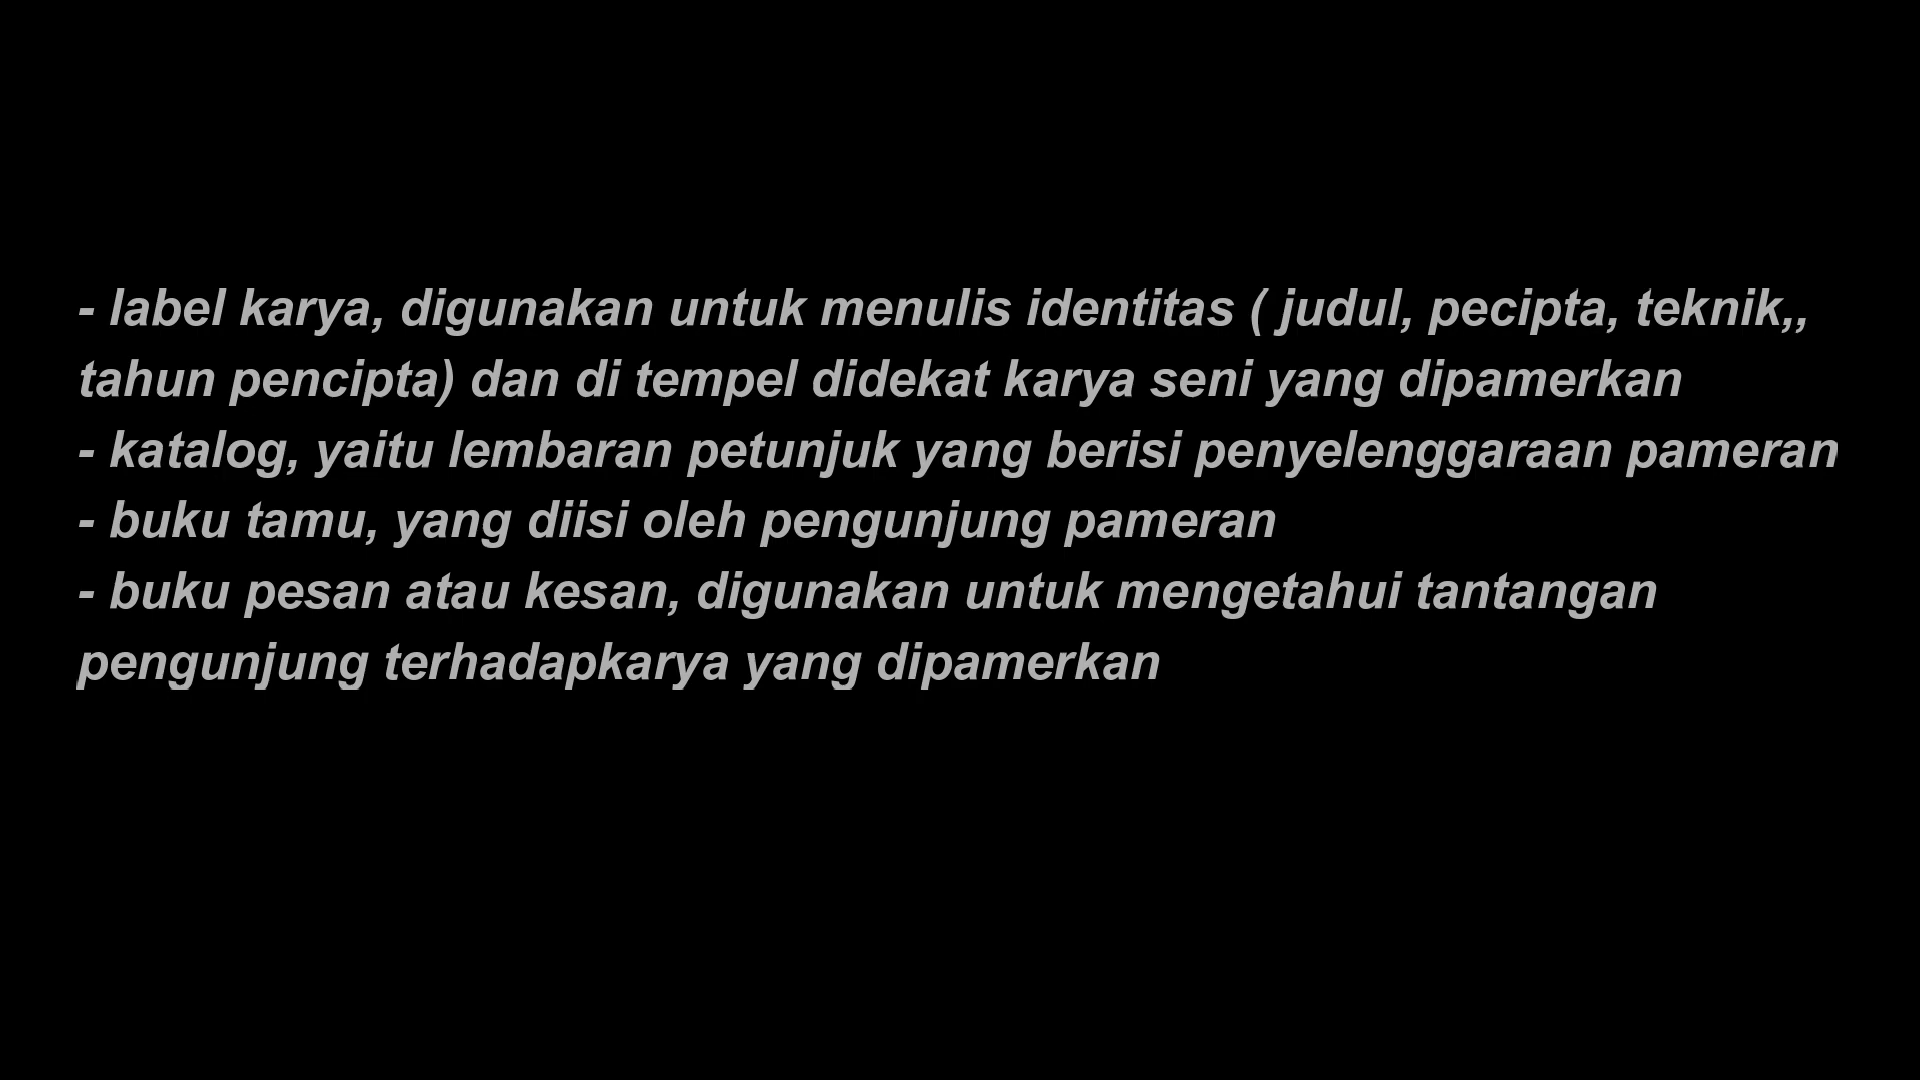 - label karya, digunakan untuk menulis identitas ( judul, pecipta, teknik,,
tahun pencipta) dan di tempel didekat karya seni yang dipamerkan
- katalog, yaitu lembaran petunjuk yang berisi penyelenggaraan pameran
- buku tamu, yang diisi oleh pengunjung pameran
- buku pesan atau kesan, digunakan untuk mengetahui tantangan
pengunjung terhadapkarya yang dipamerkan